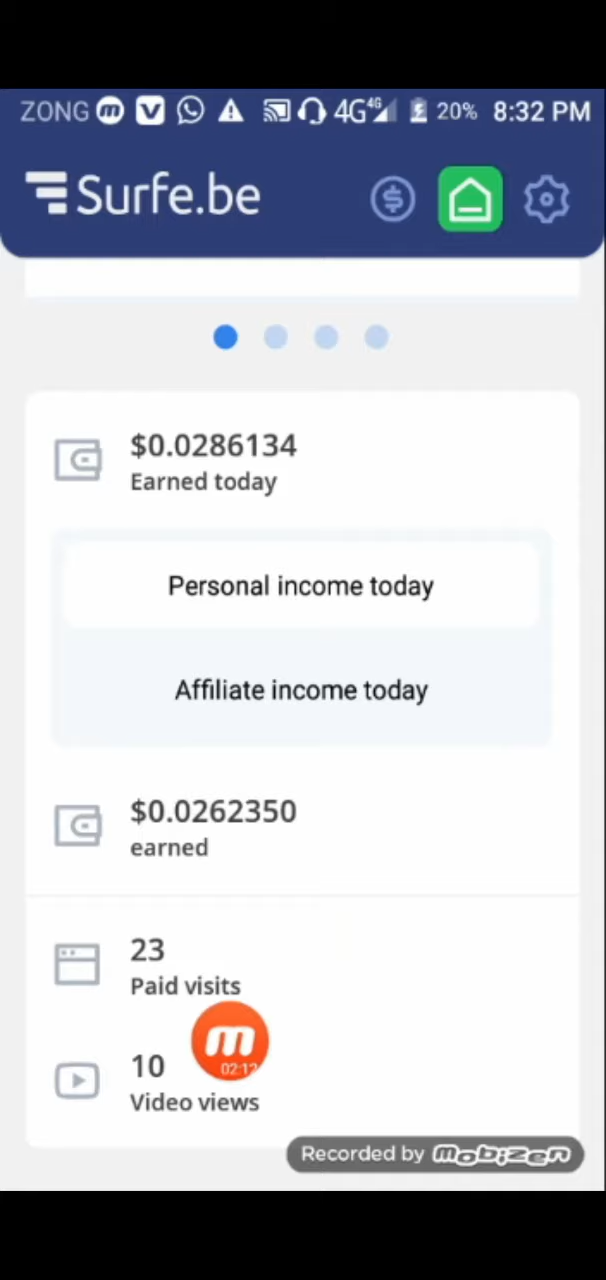 ZONG 4G 4G 20% 8:32 PM
Surfe.be
$0.0286134
Earned today
Personal income today
Affiliate income today
$0.0262350
earned
23
Paid visits
10
02:12
Video views
Recorded by mobizen